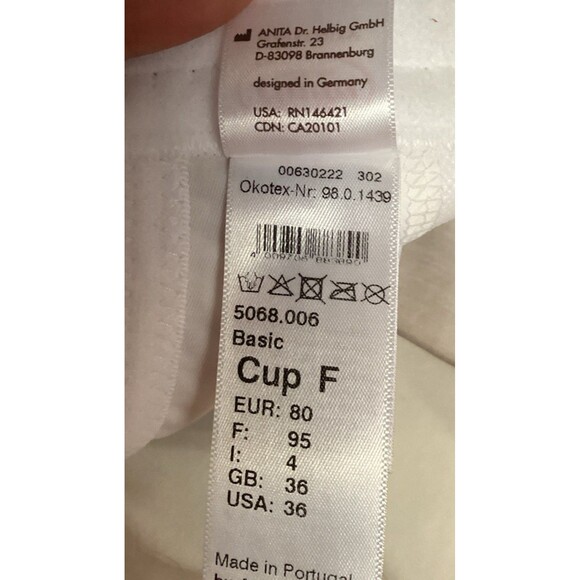 ANITA Dr. Helbig GmbH
Grafenstr. 23
D-83098 Brannenburg
designed in Germany
USA: RN146421
CDN: CA20101
00630222 302
Okotex-Nr: 98.0.1439
5068.006
Basic
Cup F
EUR: 80
F: 95
I: 4
GB: 36
USA: 36
Made in Portugal